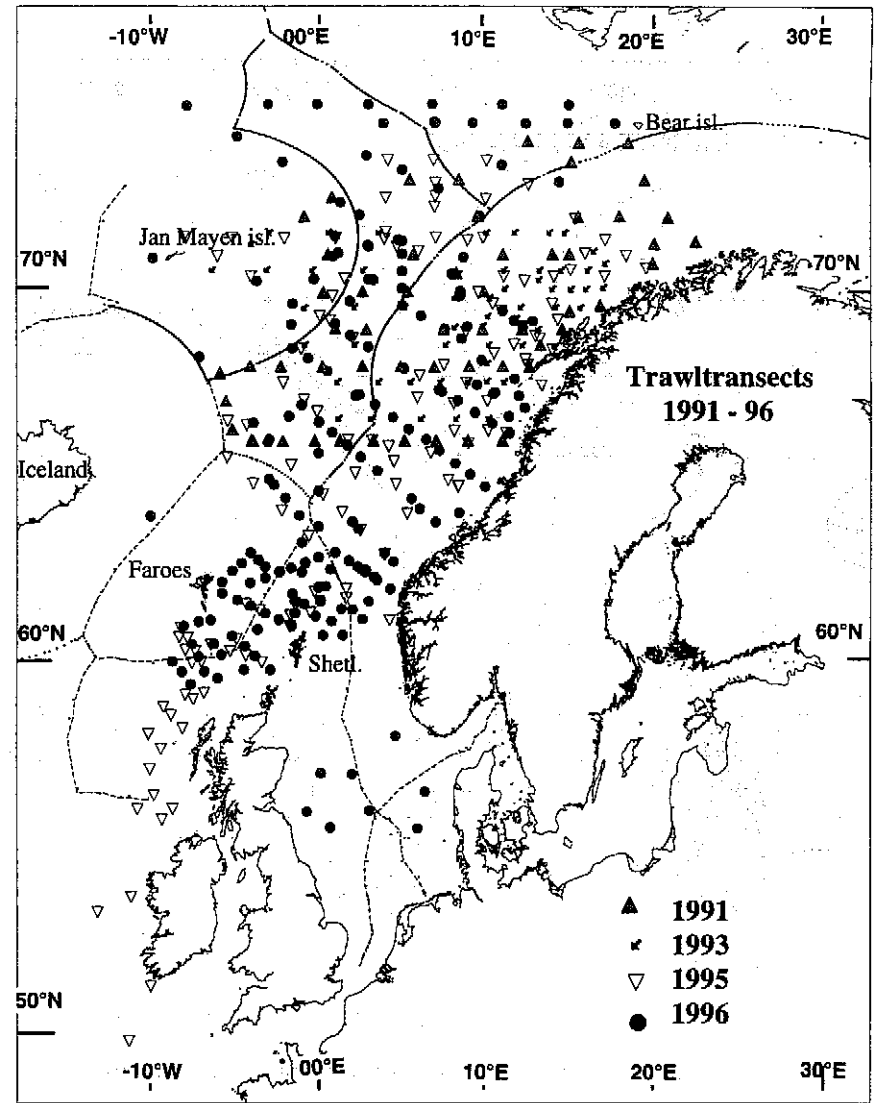 -10°W 00°E 10°E 20°E 30°E
Bear isl.
Jan Mayen isl.
70°N 70°N
Trawltransects
1991 - 96
Iceland
Faroes
60°N 60°N
Shetl.
1991
1993
1995
1996
50°N
-10°W 00°E 10°E 20°E 30°E